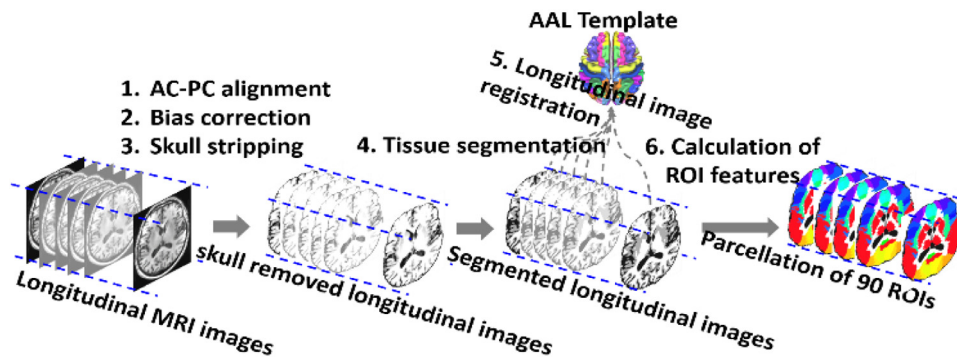 AAL Template
5. Longitudinal image
registration
1. AC-PC alignment
2. Bias correction
3. Skull stripping
4. Tissue segmentation
6. Calculation of
ROI features
Longitudinal MRI images
skull removed longitudinal images
Segmented longitudinal images
Parcellation of 90 ROIs